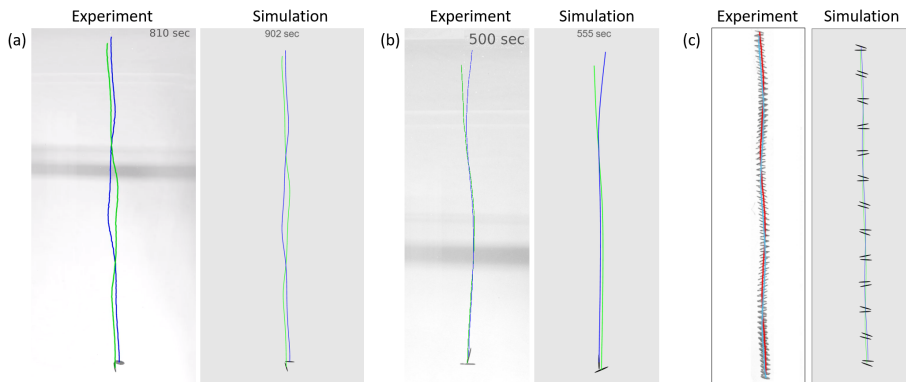 Experiment Simulation Experiment Simulation Experiment Simulation
(a) 810 sec 902 sec (b) 500 sec 555 sec (c)